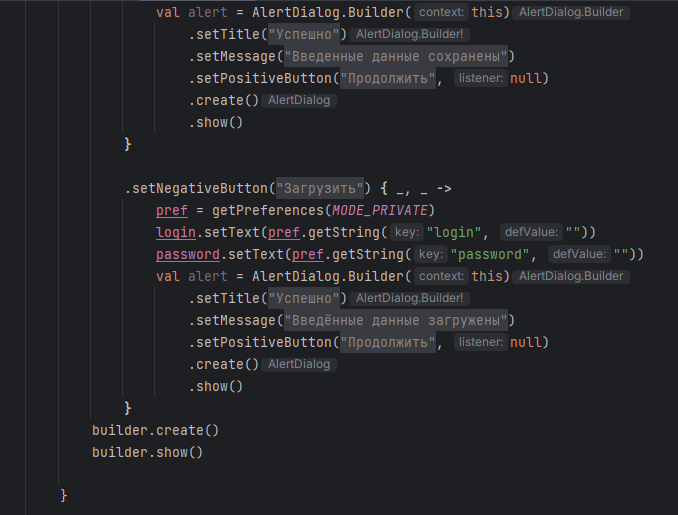 val alert = AlertDialog.Builder( context: this) AlertDialog.Builder
.setTitle("Успешно") AlertDialog.Builder!
.setMessage("Введенные данные сохранены")
.setPositiveButton("Продолжить", listener: null)
.create() AlertDialog
.show()
}
.setNegativeButton("Загрузить") { _, _ ->
pref = getPreferences(MODE_PRIVATE)
login.setText(pref.getString( key: "login", defValue: ""))
password.setText(pref.getString( key: "password", defValue: ""))
val alert = AlertDialog.Builder( context: this) AlertDialog.Builder
.setTitle("Успешно") AlertDialog.Builder!
.setMessage("Введённые данные загружены")
.setPositiveButton("Продолжить", listener: null)
.create() AlertDialog
.show()
}
builder.create()
builder.show()
}